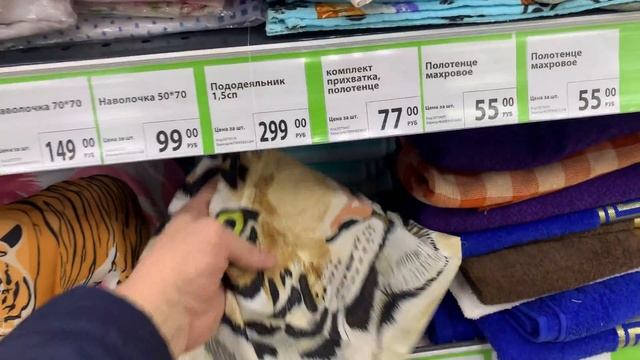 аволочка 70*70
149 00
РУБ
Наволочка 50*70
Цена за шт.
99 00
РУБ
Пододеяльник
1,5сп
Цена за шт.
299 00
РУБ
комплект
прихватка,
полотенце
Цена за шт.
77 00
РУБ
Полотенце
махровое
Цена за шт.
55 00
РУБ
Полотенце
махровое
Цена за шт.
55 00
РУБ